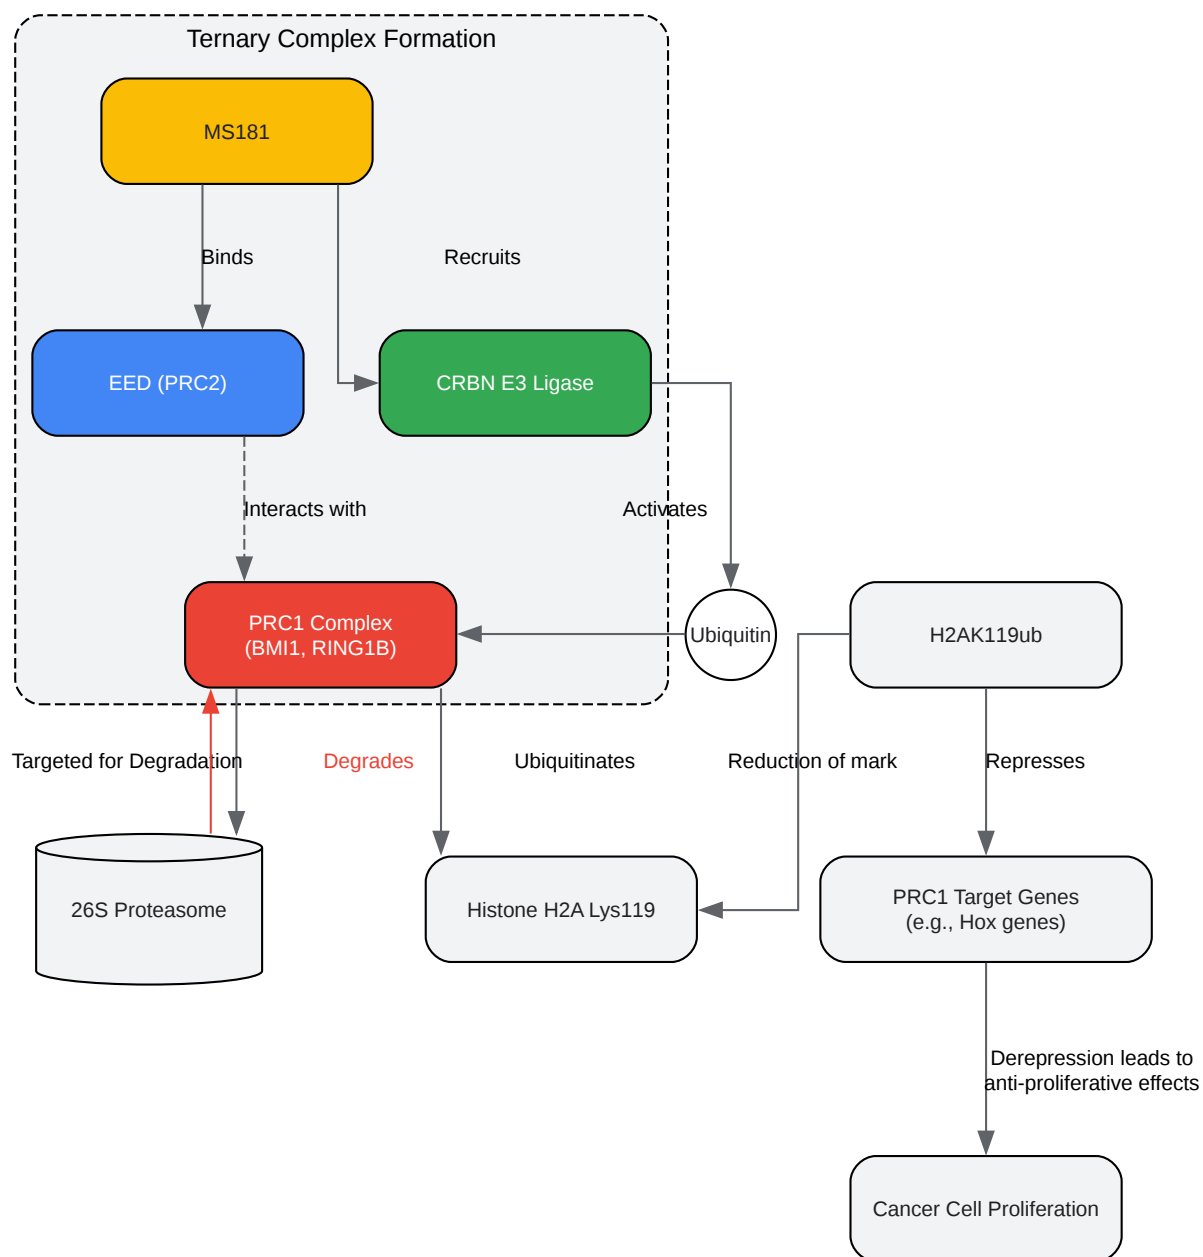 Ternary Complex Formation
MS181
Binds
Recruits
EED (PRC2)
CRBN E3 Ligase
Interacts with
Activates
PRC1 Complex
(BMI1, RING1B)
Ubiquitin
H2AK119ub
Targeted for Degradation
Degrades
Ubiquitinates
Reduction of mark
Represses
26S Proteasome
Histone H2A Lys119
PRC1 Target Genes
(e.g., Hox genes)
Derepression leads to
anti-proliferative effects
Cancer Cell Proliferation